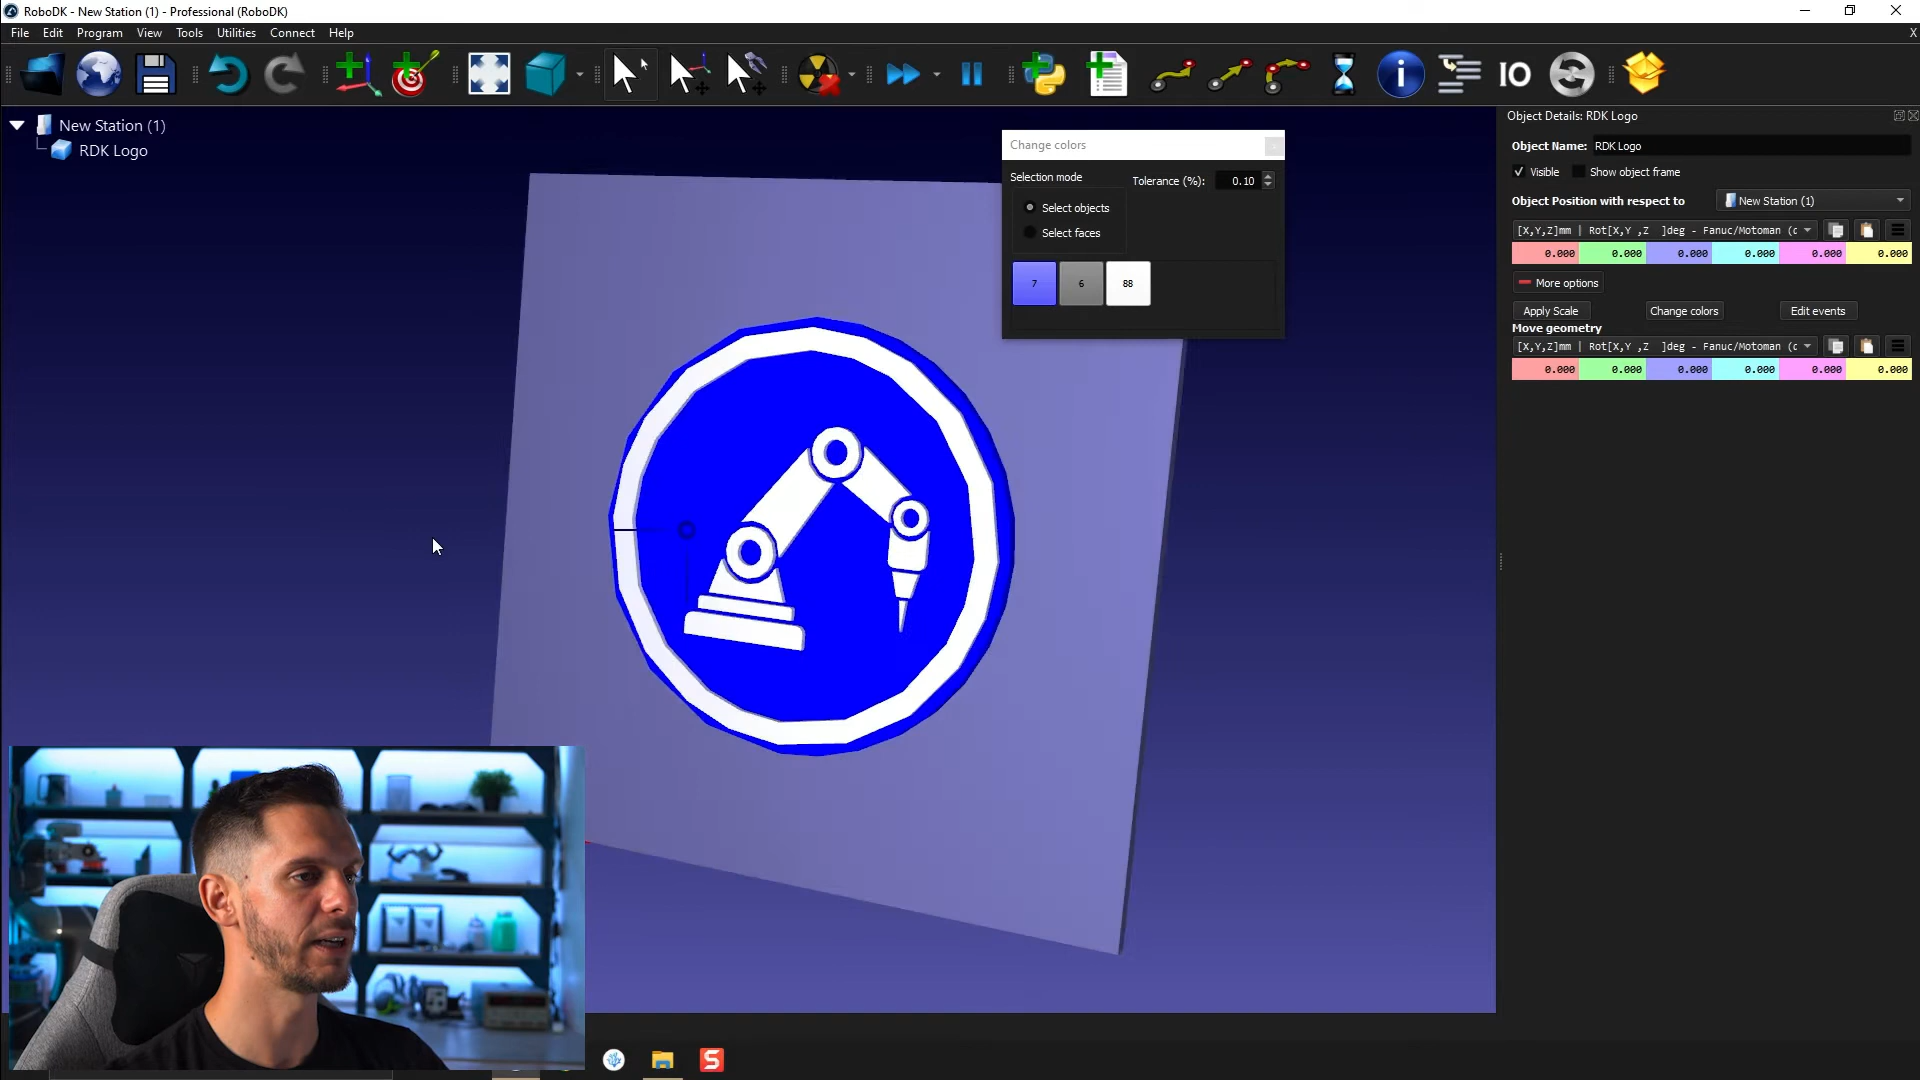 RoboDK - New Station (1) - Professional (RoboDK)
File Edit Program View Tools Utilities Connect Help X
IO
New Station (1)
RDK Logo
Change colors
Selection mode
Tolerance (%): 0.10
Select objects
Select faces
7 6 88
Object Details: RDK Logo
Object Name: RDK Logo
Visible Show object frame
Object Position with respect to New Station (1)
[X,Y,Z]mm | Rot[X,Y ,Z ]deg - Fanuc/Motoman (c
0.000 0.000 0.000 0.000 0.000 0.000
More options
Apply Scale Change colors Edit events
Move geometry
[X,Y,Z]mm | Rot[X,Y ,Z ]deg - Fanuc/Motoman (c
0.000 0.000 0.000 0.000 0.000 0.000
S